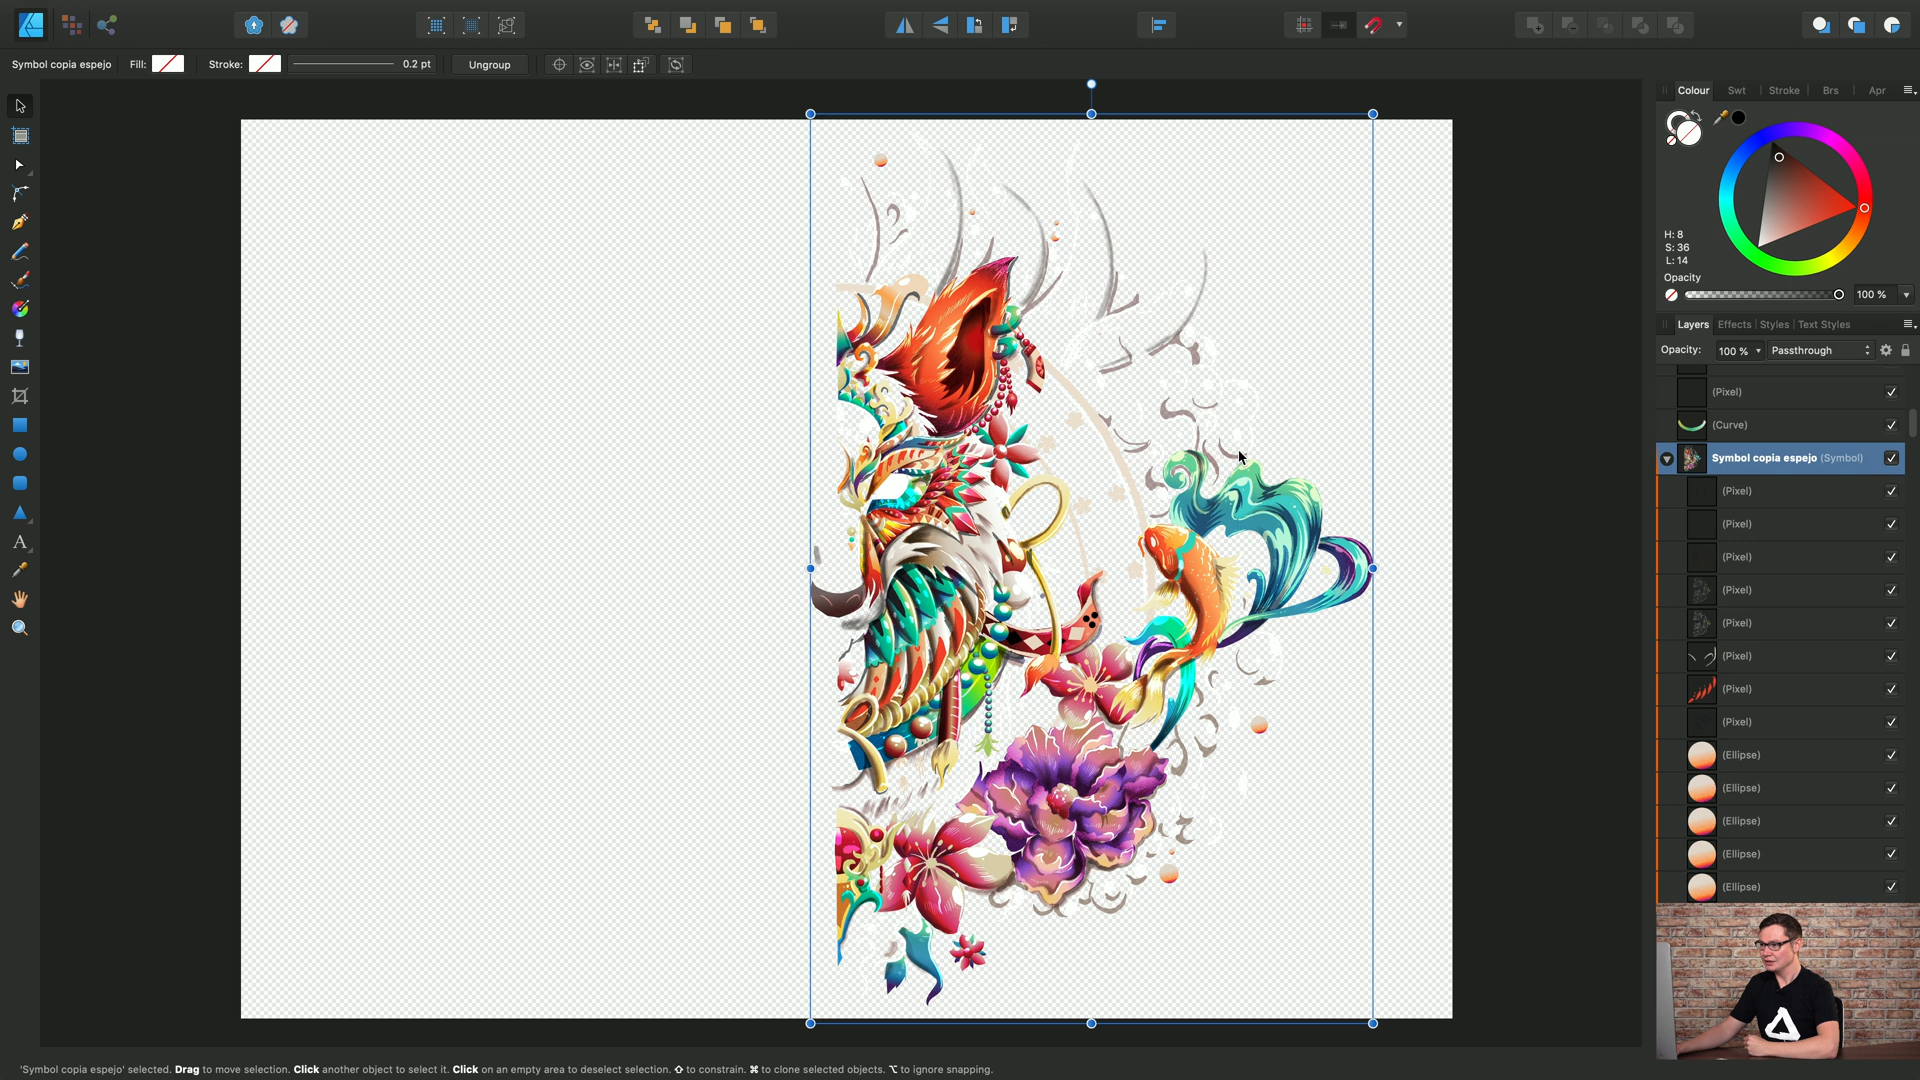 Symbol copia espejo Fill: Stroke: 0.2 pt Ungroup
Colour Swt Stroke Brs Apr
H: 8
S: 36
L: 14
Opacity
100 %
Layers Effects Styles Text Styles
Opacity: 100 % Passthrough
(Pixel)
(Curve)
Symbol copia espejo (Symbol)
(Pixel)
(Pixel)
(Pixel)
(Pixel)
(Pixel)
(Pixel)
(Pixel)
(Pixel)
(Ellipse)
(Ellipse)
(Ellipse)
(Ellipse)
(Ellipse)
'Symbol copia espejo' selected. Drag to move selection. Click another object to select it. Click on an empty area to deselect selection. ⇧ to constrain. ⌘ to clone selected objects. ⌥ to ignore snapping.